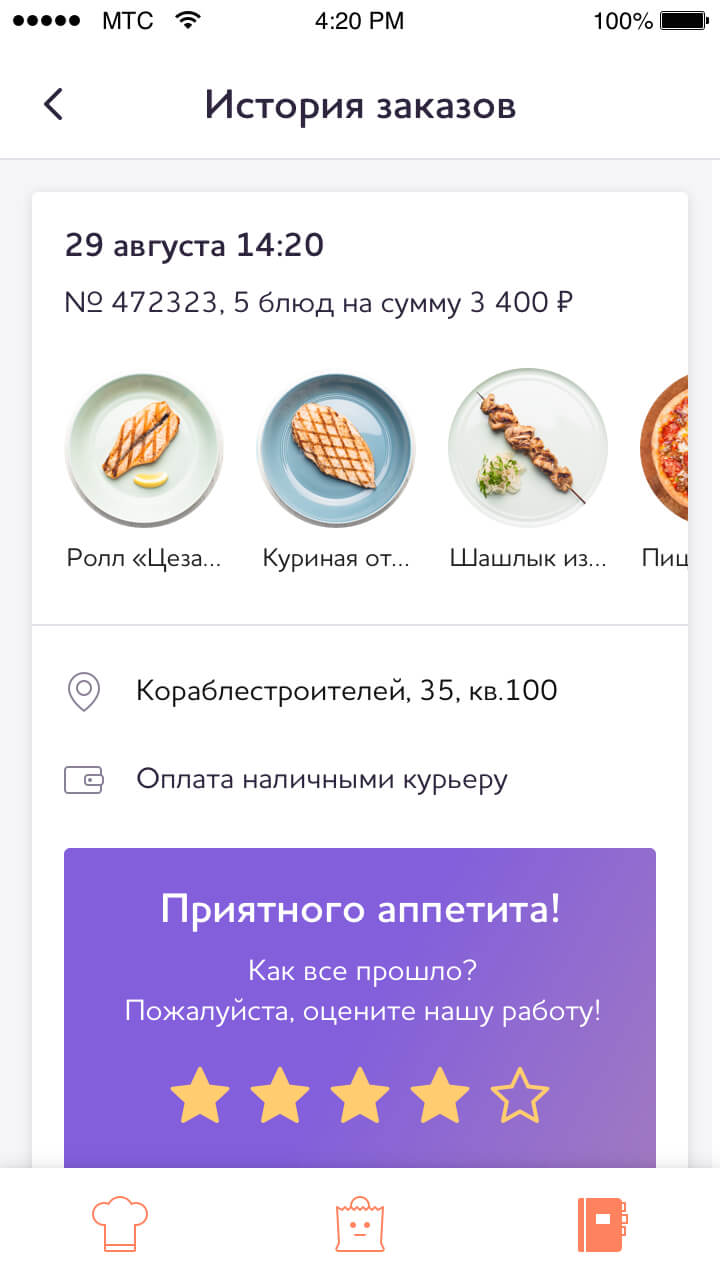 МТС
4:20 PM
100%
История заказов
29 августа 14:20
№ 472323, 5 блюд на сумму 3 400 ₽
Ролл «Цеза...
Куриная от...
Шашлык из...
Пиц
Кораблестроителей, 35, кв.100
Оплата наличными курьеру
Приятного аппетита!
Как все прошло?
Пожалуйста, оцените нашу работу!